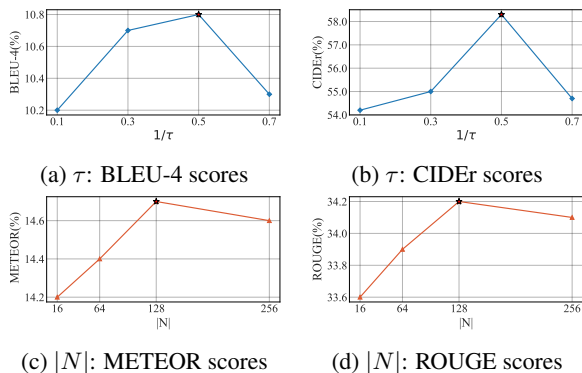 BLEU-4(%)
10.8
10.6
10.4
10.2
0.1 0.3 0.5 0.7
1/τ
(a) τ: BLEU-4 scores
CIDEr(%)
58.0
57.0
56.0
55.0
54.0
0.1 0.3 0.5 0.7
1/τ
(b) τ: CIDEr scores
METEOR(%)
14.6
14.4
14.2
16 64 128 256
|N|
(c) |N|: METEOR scores
ROUGE(%)
34.2
34.0
33.8
33.6
16 64 128 256
|N|
(d) |N|: ROUGE scores